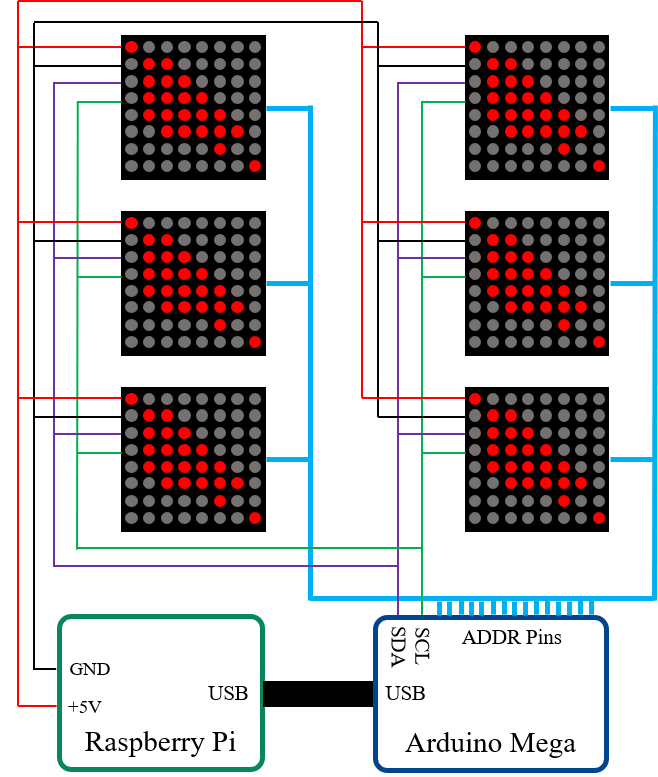 GND
+5V
USB
Raspberry Pi
SDA
SCL
ADDR Pins
USB
Arduino Mega